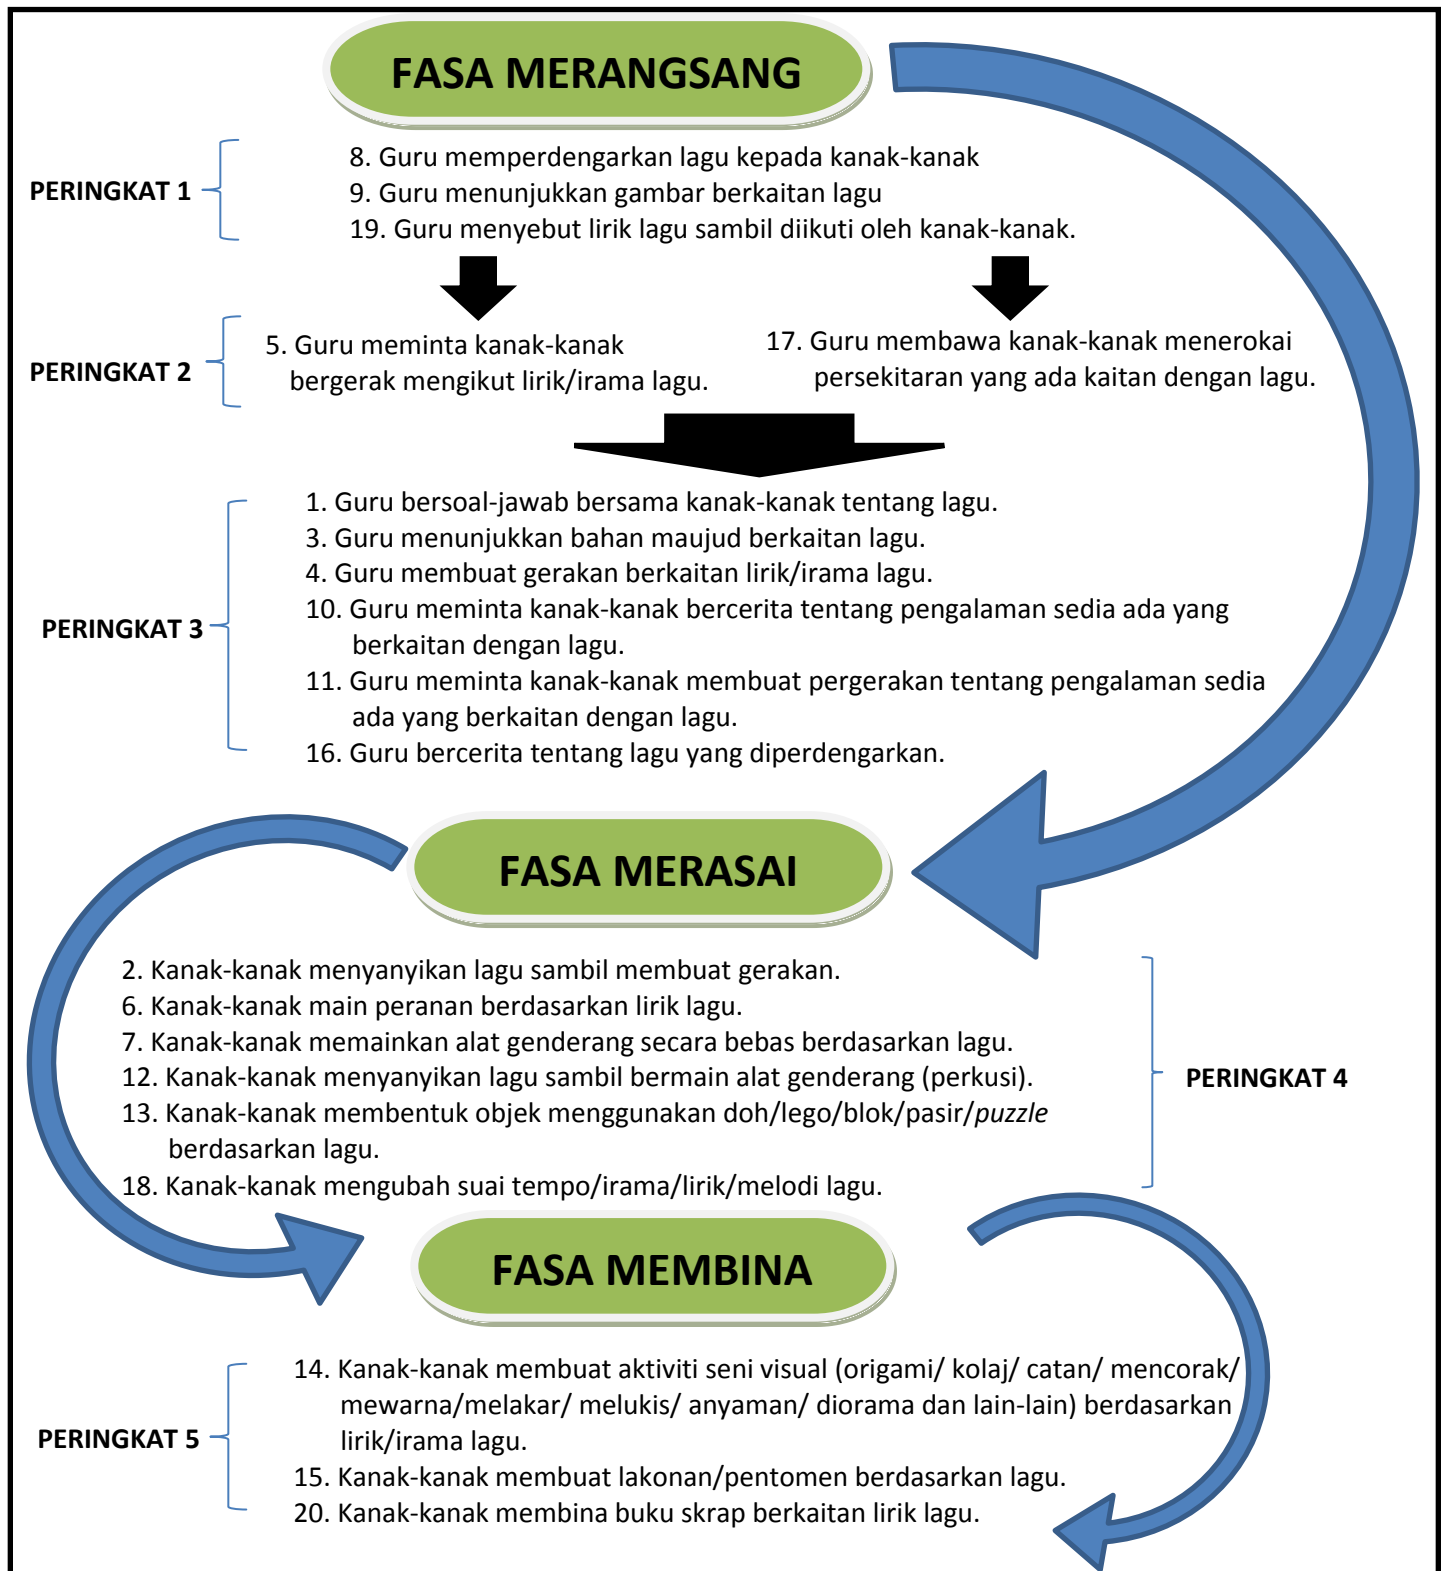 FASA MERANGSANG
PERINGKAT 1
8. Guru memperdengarkan lagu kepada kanak-kanak
9. Guru menunjukkan gambar berkaitan lagu
19. Guru menyebut lirik lagu sambil diikuti oleh kanak-kanak.
PERINGKAT 2
5. Guru meminta kanak-kanak
bergerak mengikut lirik/irama lagu.
17. Guru membawa kanak-kanak menerokai
persekitaran yang ada kaitan dengan lagu.
PERINGKAT 3
1. Guru bersoal-jawab bersama kanak-kanak tentang lagu.
3. Guru menunjukkan bahan maujud berkaitan lagu.
4. Guru membuat gerakan berkaitan lirik/irama lagu.
10. Guru meminta kanak-kanak bercerita tentang pengalaman sedia ada yang
berkaitan dengan lagu.
11. Guru meminta kanak-kanak membuat pergerakan tentang pengalaman sedia
ada yang berkaitan dengan lagu.
16. Guru bercerita tentang lagu yang diperdengarkan.
FASA MERASAI
2. Kanak-kanak menyanyikan lagu sambil membuat gerakan.
6. Kanak-kanak main peranan berdasarkan lirik lagu.
7. Kanak-kanak memainkan alat genderang secara bebas berdasarkan lagu.
12. Kanak-kanak menyanyikan lagu sambil bermain alat genderang (perkusi).
13. Kanak-kanak membentuk objek menggunakan doh/lego/blok/pasir/puzzle
berdasarkan lagu.
18. Kanak-kanak mengubah suai tempo/irama/lirik/melodi lagu.
PERINGKAT 4
FASA MEMBINA
PERINGKAT 5
14. Kanak-kanak membuat aktiviti seni visual (origami/ kolaj/ catan/ mencorak/
mewarna/melakar/ melukis/ anyaman/ diorama dan lain-lain) berdasarkan
lirik/irama lagu.
15. Kanak-kanak membuat lakonan/pentomen berdasarkan lagu.
20. Kanak-kanak membina buku skrap berkaitan lirik lagu.